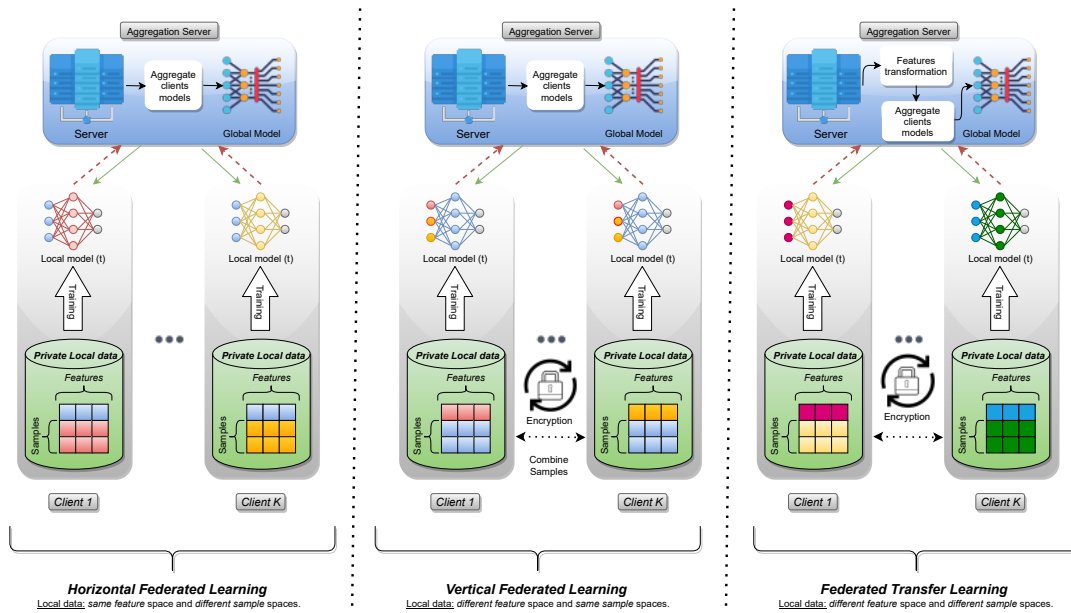 Aggregation Server
Aggregate
clients
models
Server
Global Model
Local model (t)
Training
Private Local data
Features
Samples
Client 1
Local model (t)
Training
Private Local data
Features
Samples
Client K
Horizontal Federated Learning
Local data: same feature space and different sample spaces.
Aggregation Server
Aggregate
clients
models
Server
Global Model
Local model (t)
Training
Private Local data
Features
Samples
Client 1
Encryption
Combine
Samples
Local model (t)
Training
Private Local data
Features
Samples
Client K
Vertical Federated Learning
Local data: different feature space and same sample spaces.
Aggregation Server
Features
transformation
Aggregate
clients
models
Server
Global Model
Local model (t)
Training
Private Local data
Features
Samples
Client 1
Encryption
Local model (t)
Training
Private Local data
Features
Samples
Client K
Federated Transfer Learning
Local data: different feature space and different sample spaces.